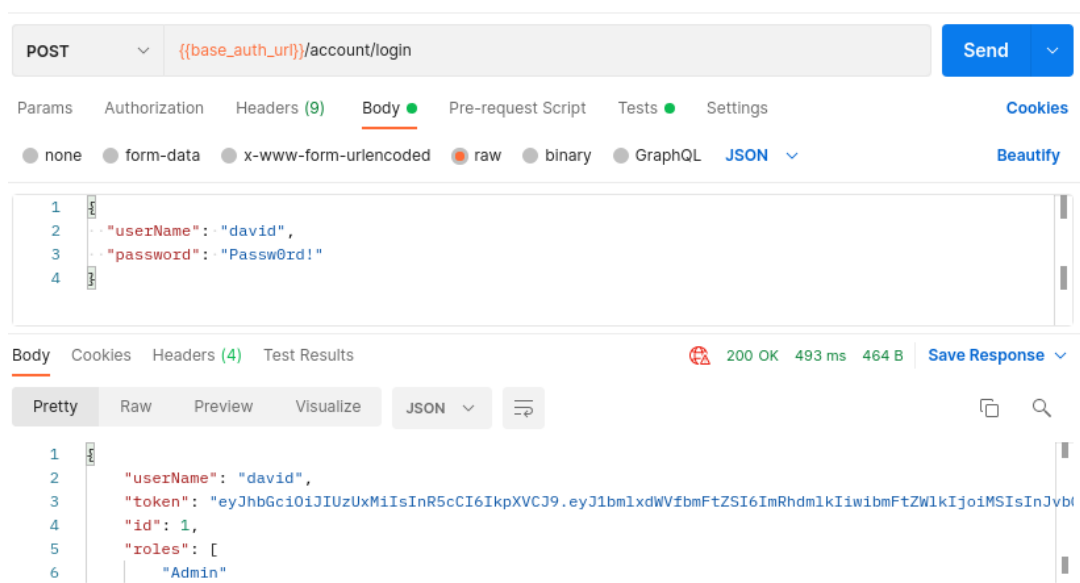 POST {{base_auth_url}}/account/login Send
Params Authorization Headers (9) Body Pre-request Script Tests Settings Cookies
none form-data x-www-form-urlencoded raw binary GraphQL JSON Beautify
1 {
2 "userName": "david",
3 "password": "Passw0rd!"
4 }
Body Cookies Headers (4) Test Results 200 OK 493 ms 464 B Save Response
Pretty Raw Preview Visualize JSON
1 {
2 "userName": "david",
3 "token": "eyJhbGciOiJIUzUxMiIsInR5cCI6IkpXVCJ9.eyJ1bmlxdWVfbmFtZSI6ImRhdmlkIiwibmFtZWlkIjoiMSIsInJvb
4 "id": 1,
5 "roles": [
6 "Admin"